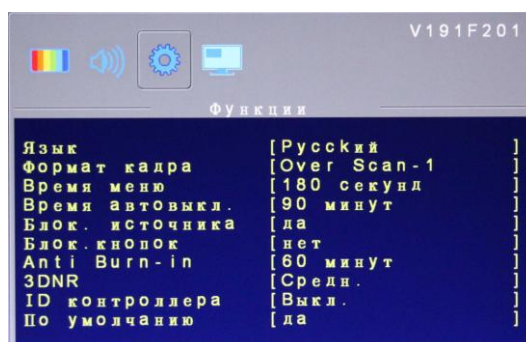 V191F201
Функции
Язык [Русский ]
Формат кадра [Over Scan-1 ]
Время меню [180 секунд ]
Время автовыкл. [90 минут ]
Блок. источника [да ]
Блок.кнопок [нет ]
Anti Burn-in [60 минут ]
3DNR [Средн. ]
ID контроллера [Выкл. ]
По умолчанию [да ]